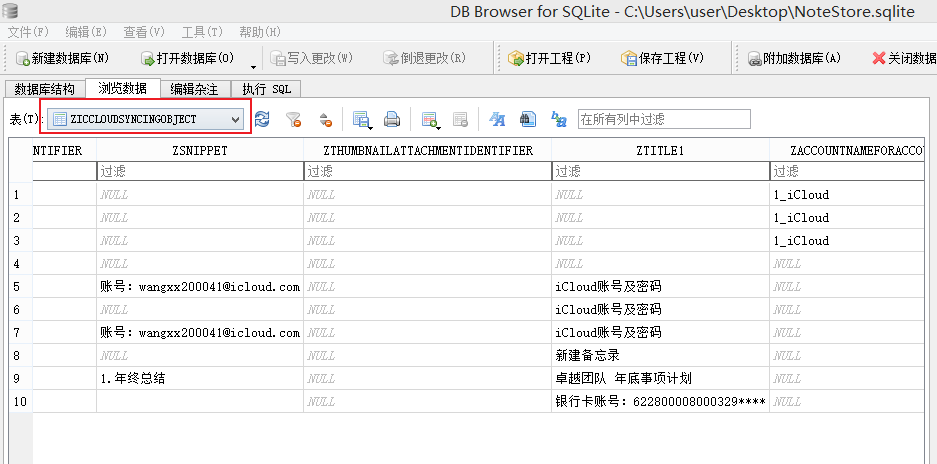 DB Browser for SQLite - C:\Users\user\Desktop\NoteStore.sqlite
文件(F) 编辑(E) 查看(V) 工具(T) 帮助(H)
新建数据库(N) 打开数据库(O) 写入更改(W) 倒退更改(R) 打开工程(P) 保存工程(V) 附加数据库(A) 关闭数据
数据库结构 浏览数据 编辑杂注 执行 SQL
表(T): ZICCLOUDSYNCINGOBJECT 在所有列中过滤
NTIFIER ZSNIPPET ZTHUMBNAILATTACHMENTIDENTIFIER ZTITLE1 ZACCOUNTNAMEFORACCOU
过滤 过滤 过滤 过滤
1 NULL NULL NULL 1_iCloud
2 NULL NULL NULL 1_iCloud
3 NULL NULL NULL 1_iCloud
4 NULL NULL NULL NULL
5 账号：wangxx200041@icloud.com NULL iCloud账号及密码 NULL
6 NULL NULL iCloud账号及密码 NULL
7 账号：wangxx200041@icloud.com NULL iCloud账号及密码 NULL
8 NULL NULL 新建备忘录 NULL
9 1.年终总结 NULL 卓越团队 年底事项计划 NULL
10 NULL 银行卡账号：622800008000329**** NULL